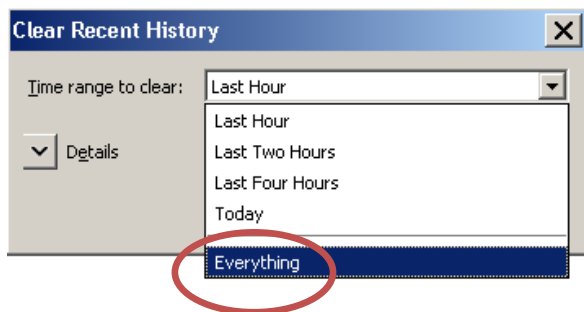 Clear Recent History
Time range to clear: Last Hour
Last Hour
Details Last Two Hours
Last Four Hours
Today
Everything